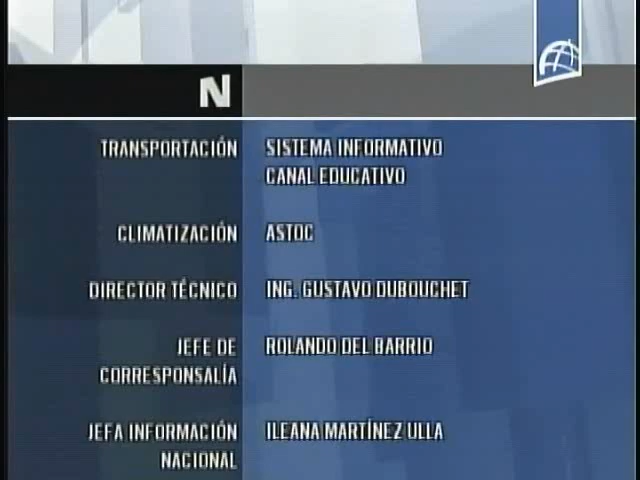 N
TRANSPORTACIÓN SISTEMA INFORMATIVO
CANAL EDUCATIVO
CLIMATIZACIÓN ASTOC
DIRECTOR TÉCNICO ING. GUSTAVO DUBOUCHET
JEFE DE ROLANDO DEL BARRIO
CORRESPONSALÍA
JEFA INFORMACIÓN ILEANA MARTÍNEZ ULLA
NACIONAL